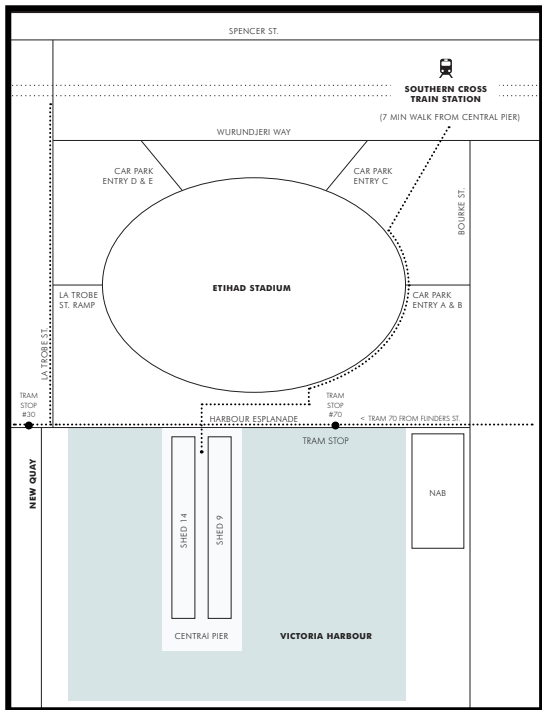 SPENCER ST.
SOUTHERN CROSS
TRAIN STATION
(7 MIN WALK FROM CENTRAL PIER)
WURUNDJERI WAY
CAR PARK
ENTRY D & E
CAR PARK
ENTRY C
BOURKE ST.
ETIHAD STADIUM
LA TROBE
ST. RAMP
CAR PARK
ENTRY A & B
LA TROBE ST.
TRAM
STOP
#30
TRAM
STOP
#70
HARBOUR ESPLANADE
< TRAM 70 FROM FLINDERS ST.
TRAM STOP
NEW QUAY
NAB
SHED 14
SHED 9
CENTRAL PIER
VICTORIA HARBOUR